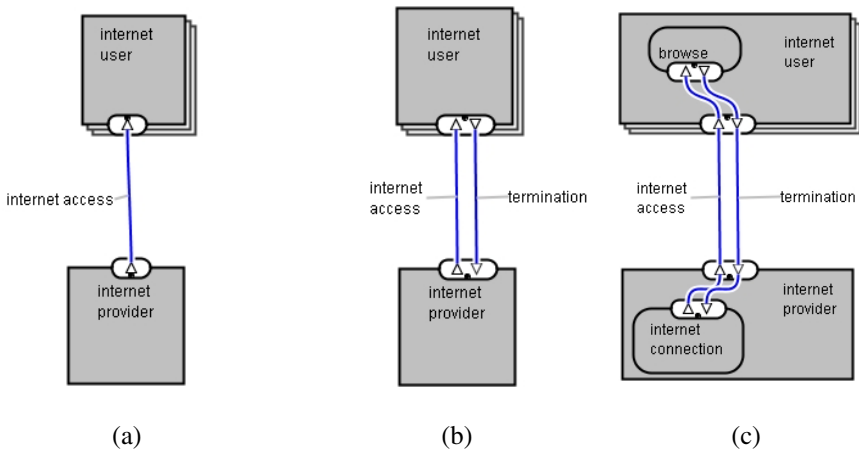 internet
user
internet access
internet
provider
(a)
internet
user
internet
access
termination
internet
provider
(b)
browse
internet
user
internet
access
termination
internet
provider
internet
connection
(c)